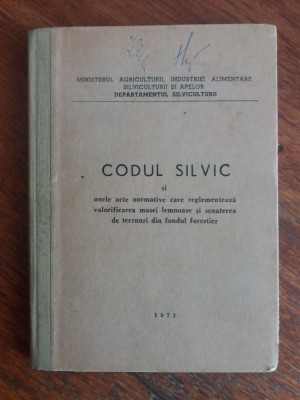 MINISTERUL AGRICULTURII, INDUSTRIEI ALIMENTARE
SILVICULTURII ȘI APELOR
DEPARTAMENTUL SILVICULTURII
CODUL SILVIC
și
unele acte normative care reglementează
valorificarea masei lemnoase și scoaterea
de terenuri din fondul forestier
1971